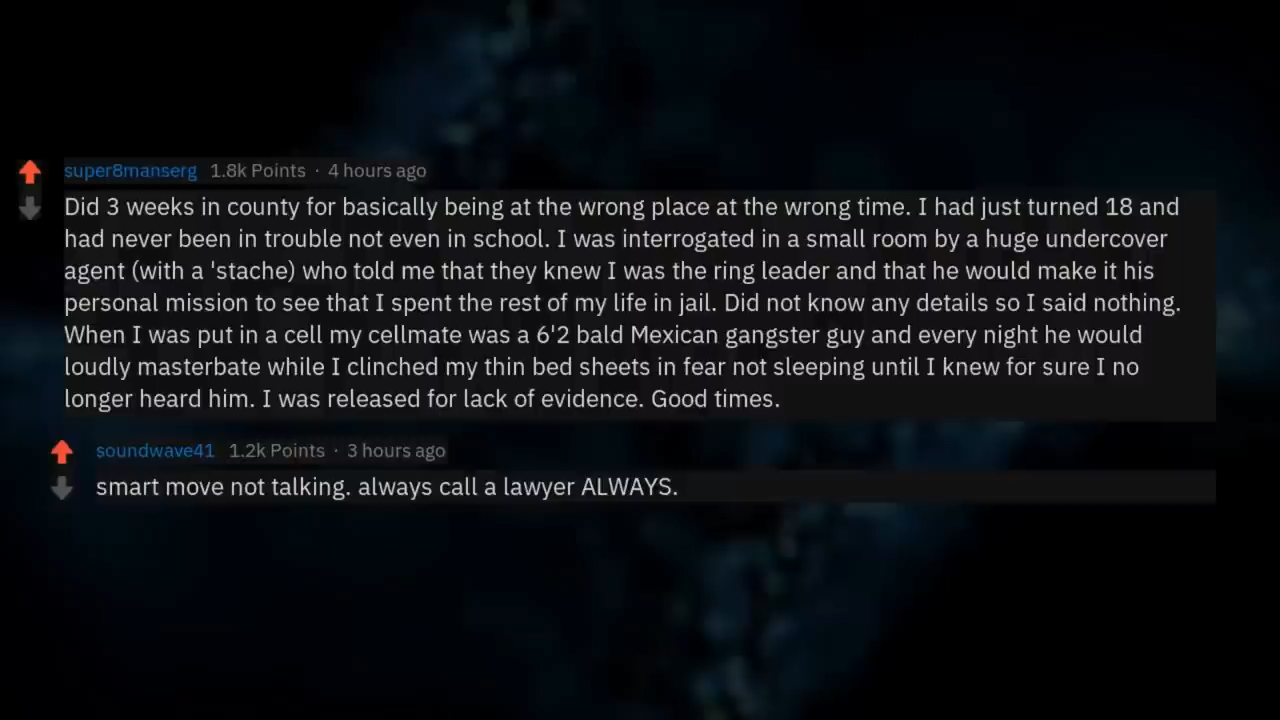 super8manserg 1.8k Points · 4 hours ago
Did 3 weeks in county for basically being at the wrong place at the wrong time. I had just turned 18 and
had never been in trouble not even in school. I was interrogated in a small room by a huge undercover
agent (with a 'stache) who told me that they knew I was the ring leader and that he would make it his
personal mission to see that I spent the rest of my life in jail. Did not know any details so I said nothing.
When I was put in a cell my cellmate was a 6'2 bald Mexican gangster guy and every night he would
loudly masterbate while I clinched my thin bed sheets in fear not sleeping until I knew for sure I no
longer heard him. I was released for lack of evidence. Good times.
soundwave41 1.2k Points · 3 hours ago
smart move not talking. always call a lawyer ALWAYS.